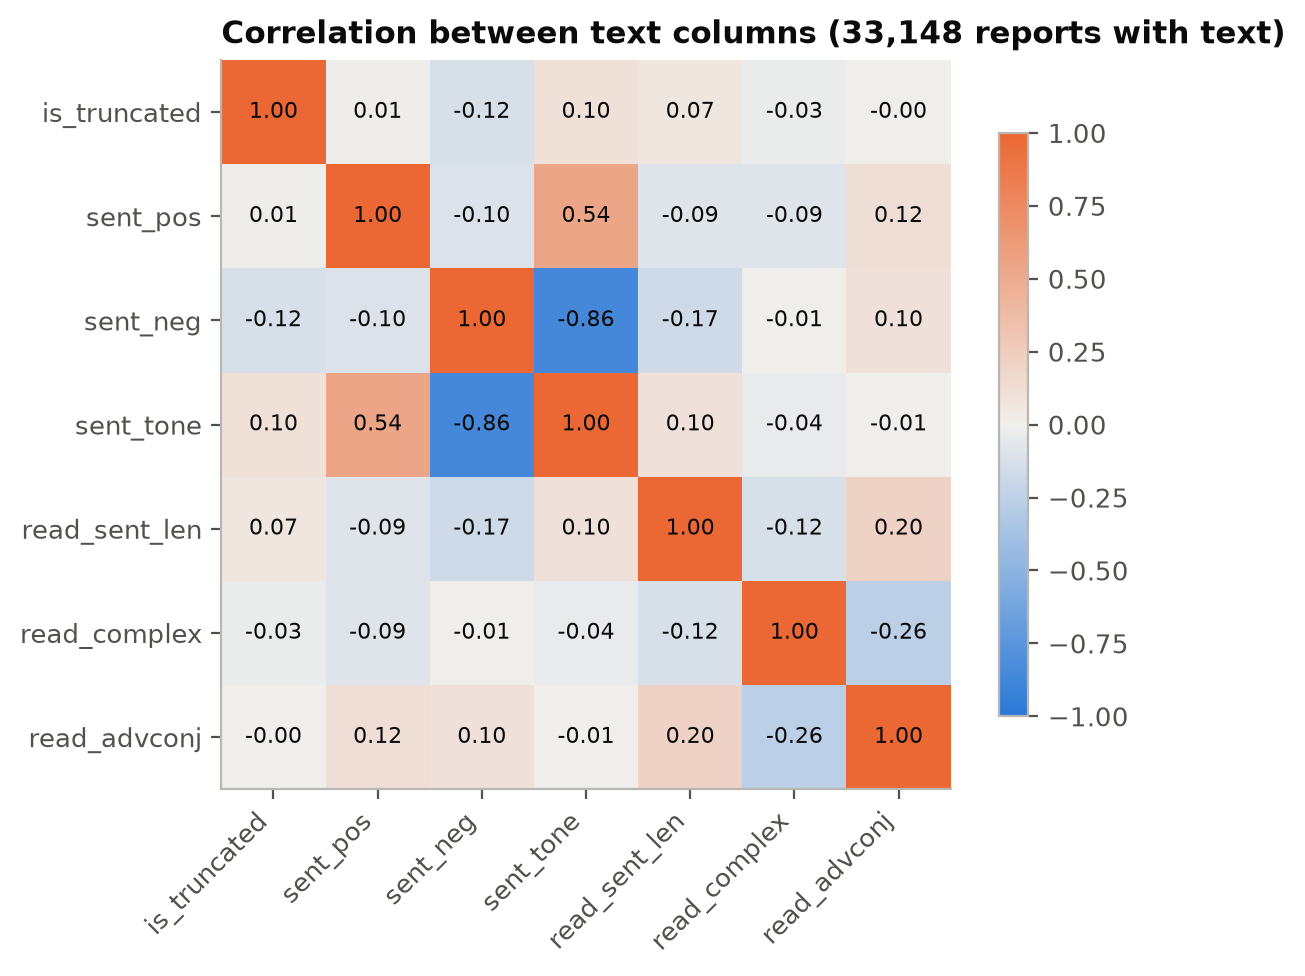 Correlation between text columns (33,148 reports with text)
is_truncated 1.00 0.01 -0.12 0.10 0.07 -0.03 -0.00
sent_pos 0.01 1.00 -0.10 0.54 -0.09 -0.09 0.12
sent_neg -0.12 -0.10 1.00 -0.86 -0.17 -0.01 0.10
sent_tone 0.10 0.54 -0.86 1.00 0.10 -0.04 -0.01
read_sent_len 0.07 -0.09 -0.17 0.10 1.00 -0.12 0.20
read_complex -0.03 -0.09 -0.01 -0.04 -0.12 1.00 -0.26
read_advconj -0.00 0.12 0.10 -0.01 0.20 -0.26 1.00
is_truncated sent_pos sent_neg sent_tone read_sent_len read_complex read_advconj
1.00
0.75
0.50
0.25
0.00
−0.25
−0.50
−0.75
−1.00